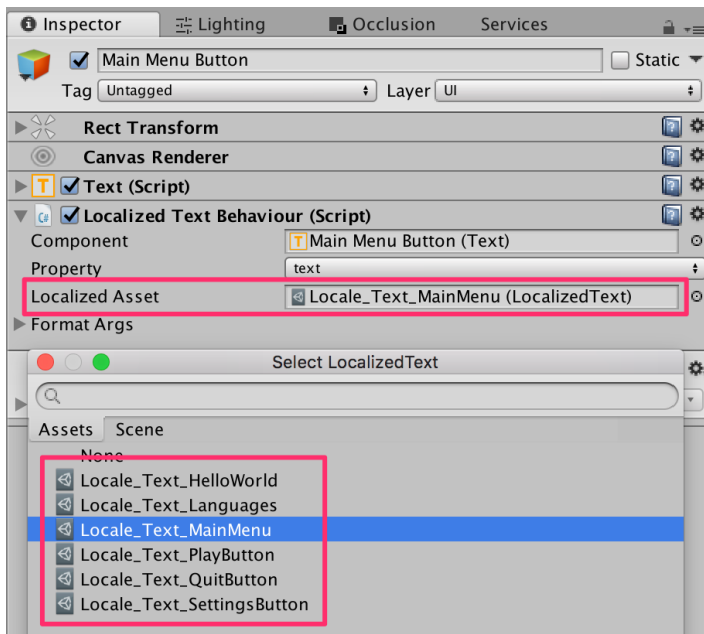 Inspector Lighting Occlusion Services
Main Menu Button Static
Tag Untagged Layer UI
Rect Transform
Canvas Renderer
T Text (Script)
C# Localized Text Behaviour (Script)
Component T Main Menu Button (Text)
Property text
Localized Asset Locale_Text_MainMenu (LocalizedText)
Format Args
Select LocalizedText
Assets Scene
None
Locale_Text_HelloWorld
Locale_Text_Languages
Locale_Text_MainMenu
Locale_Text_PlayButton
Locale_Text_QuitButton
Locale_Text_SettingsButton